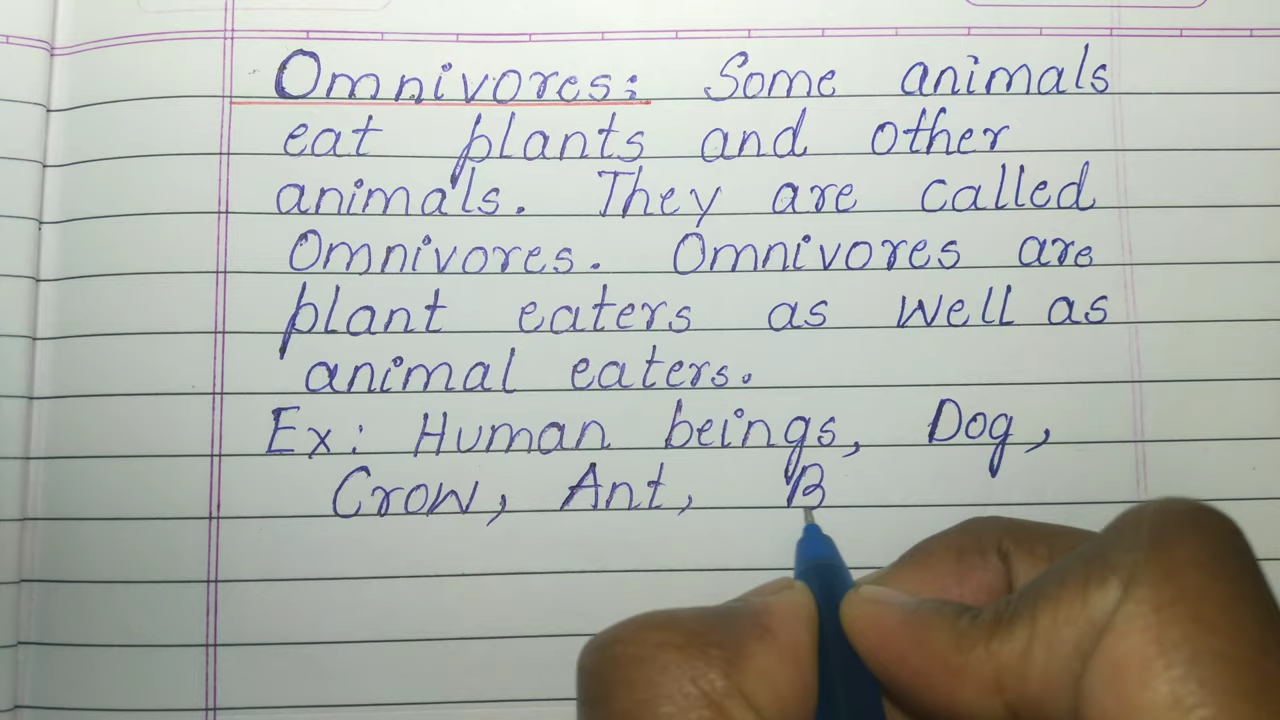 Omnivores: Some animals
eat plants and other
animals. They are called
Omnivores. Omnivores are
plant eaters as well as
animal eaters.
Ex: Human beings, Dog,
Crow, Ant, B